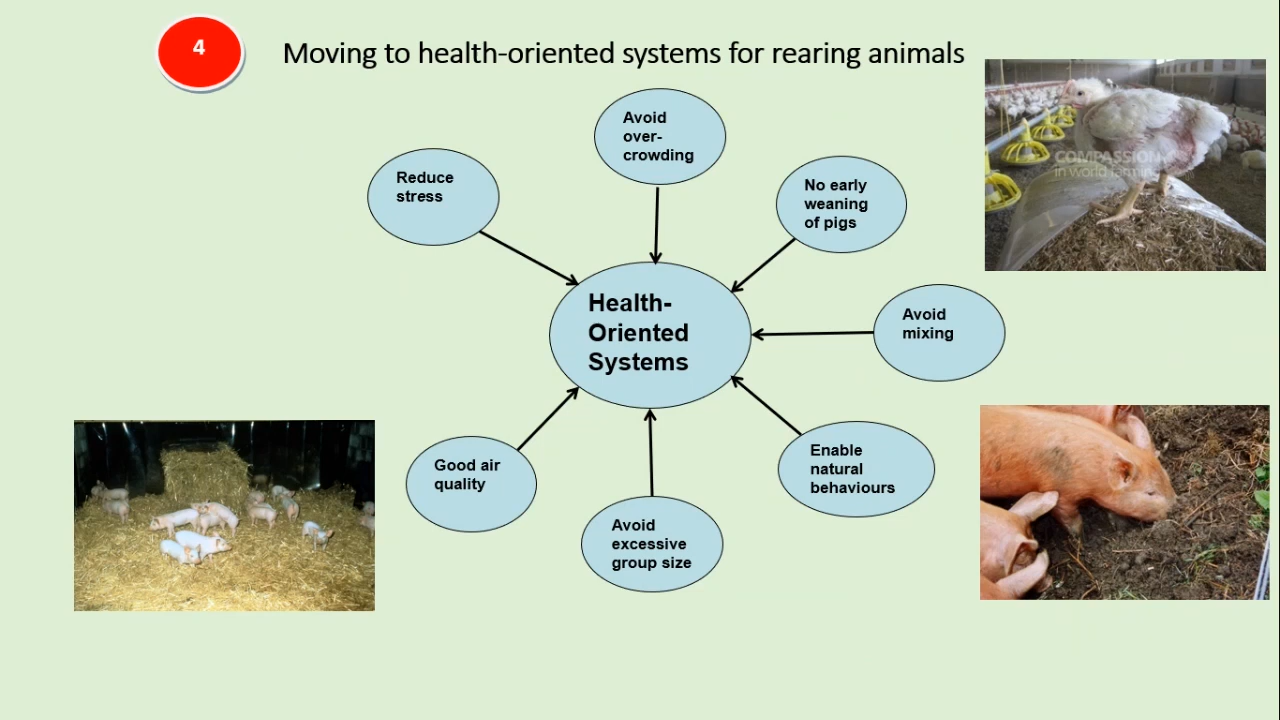 4
Moving to health-oriented systems for rearing animals
Avoid
over-
crowding
Reduce
stress
No early
weaning
of pigs
COMPASSION
in world farming
Health-
Oriented
Systems
Avoid
mixing
Good air
quality
Enable
natural
behaviours
Avoid
excessive
group size